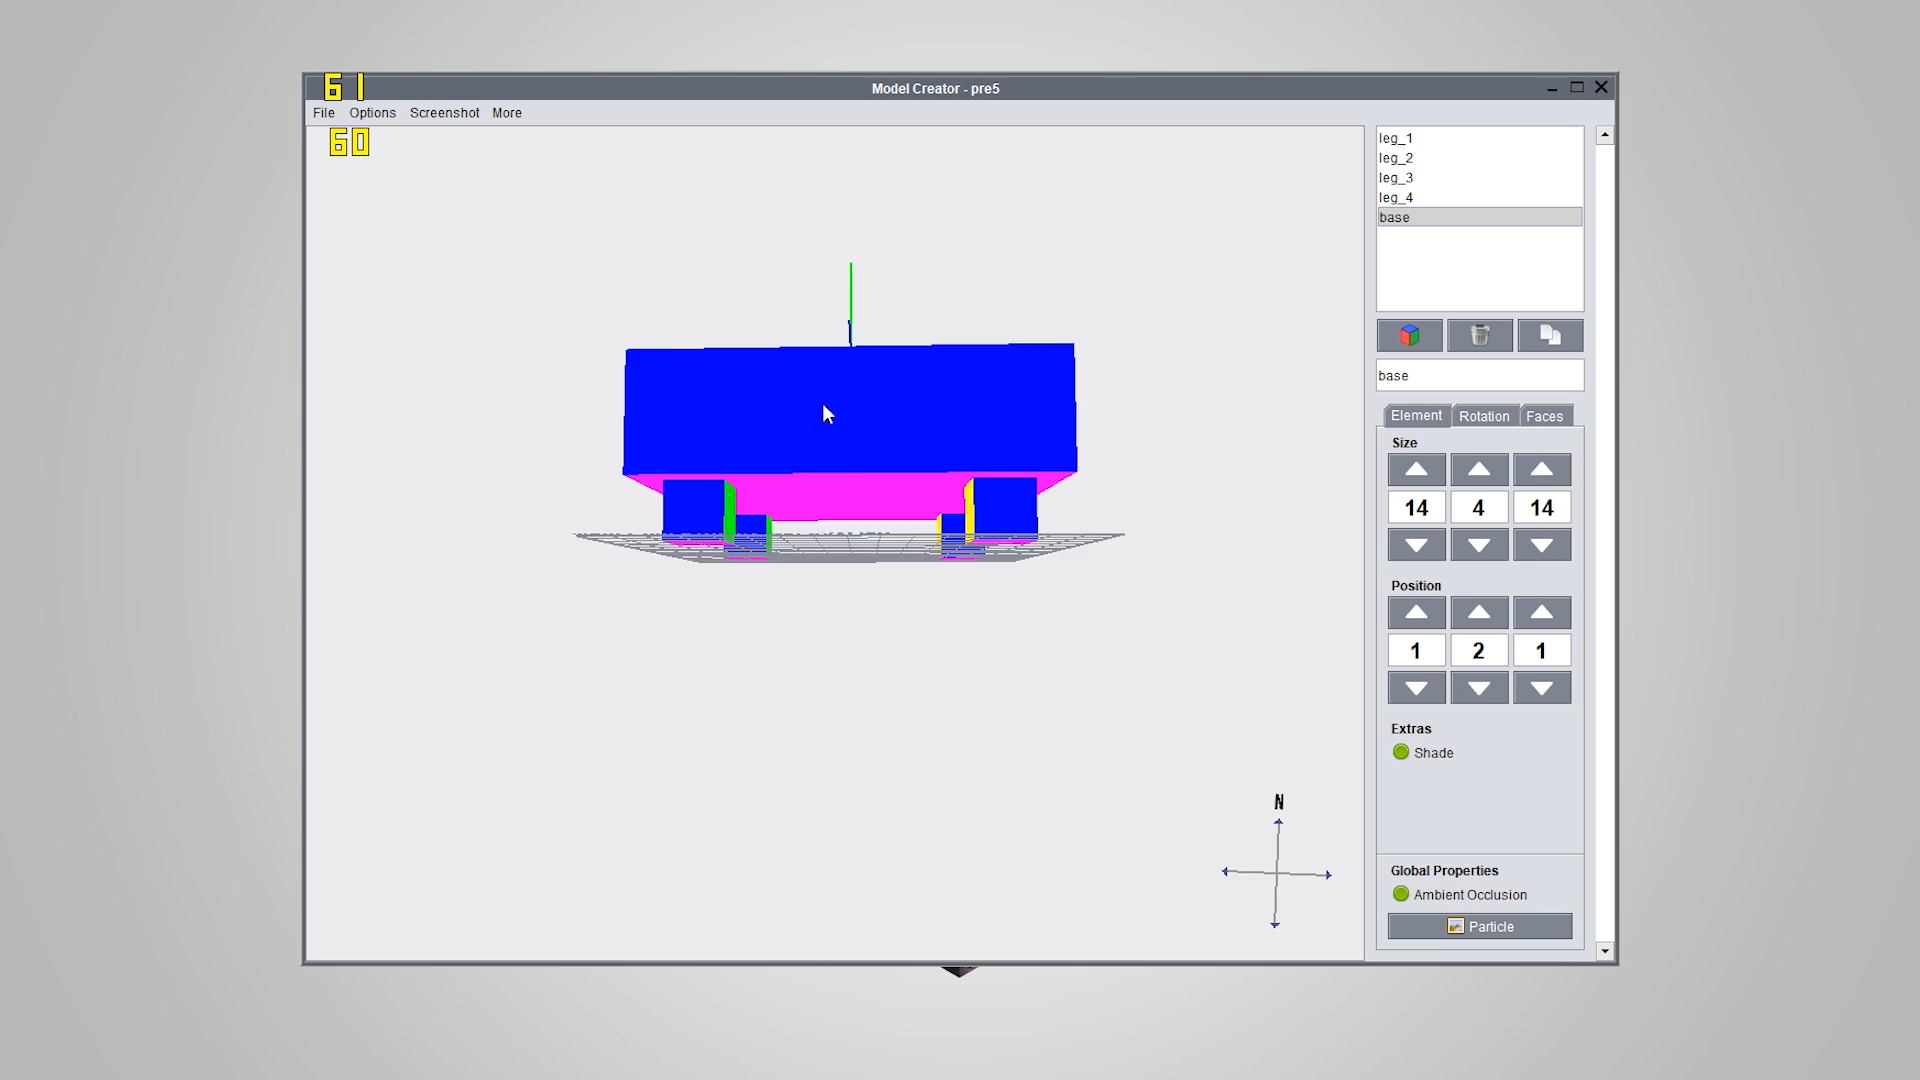 61
Model Creator - pre5
File Options Screenshot More
60
leg_1
leg_2
leg_3
leg_4
base
base
Element Rotation Faces
Size
14 4 14
Position
1 2 1
Extras
Shade
N
Global Properties
Ambient Occlusion
Particle